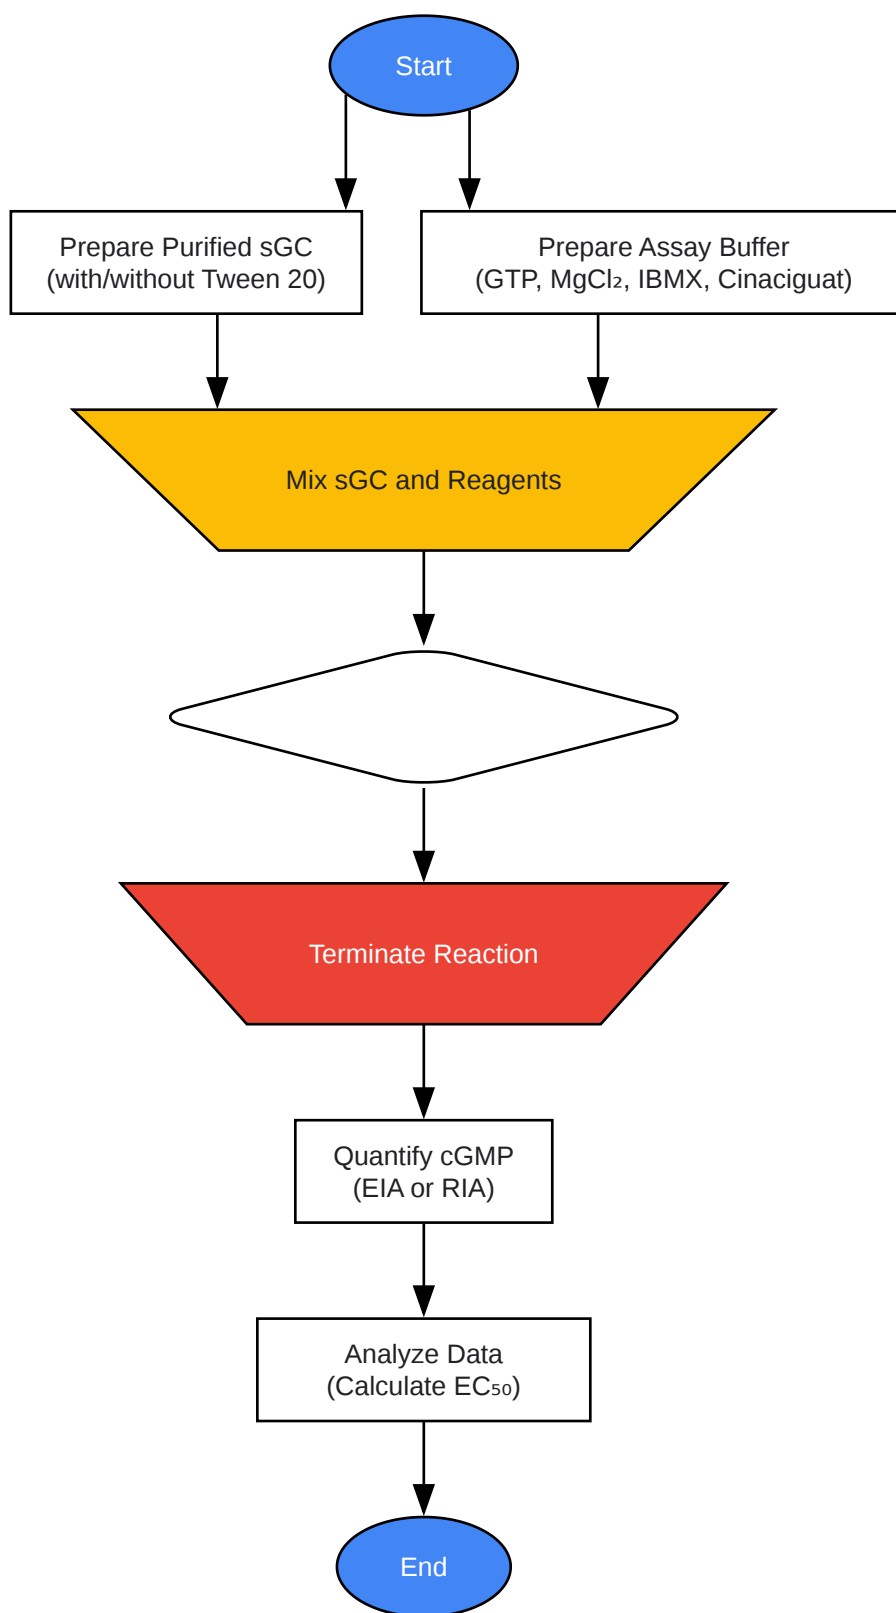 Start
Prepare Purified sGC
(with/without Tween 20)
Prepare Assay Buffer
(GTP, MgCl₂, IBMX, Cinaciguat)
Mix sGC and Reagents
Terminate Reaction
Quantify cGMP
(EIA or RIA)
Analyze Data
(Calculate EC₅₀)
End